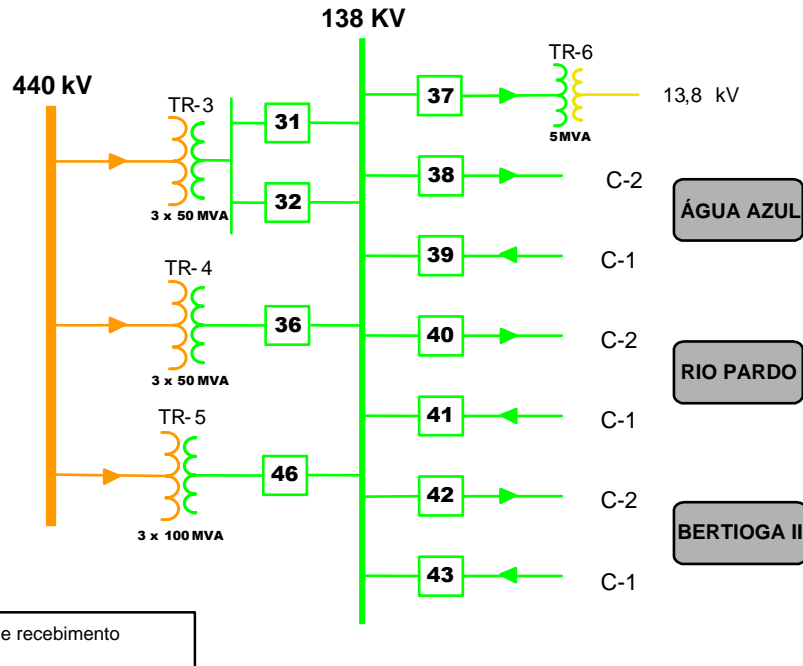 138 KV
440 kV
TR-3
3 x 50 MVA
31
32
TR-4
3 x 50 MVA
36
TR-5
3 x 100 MVA
46
37
TR-6
5MVA
13,8 kV
38
C-2
39
C-1
ÁGUA AZUL
40
C-2
41
C-1
RIO PARDO
42
C-2
43
C-1
BERTIOGA II
e recebimento